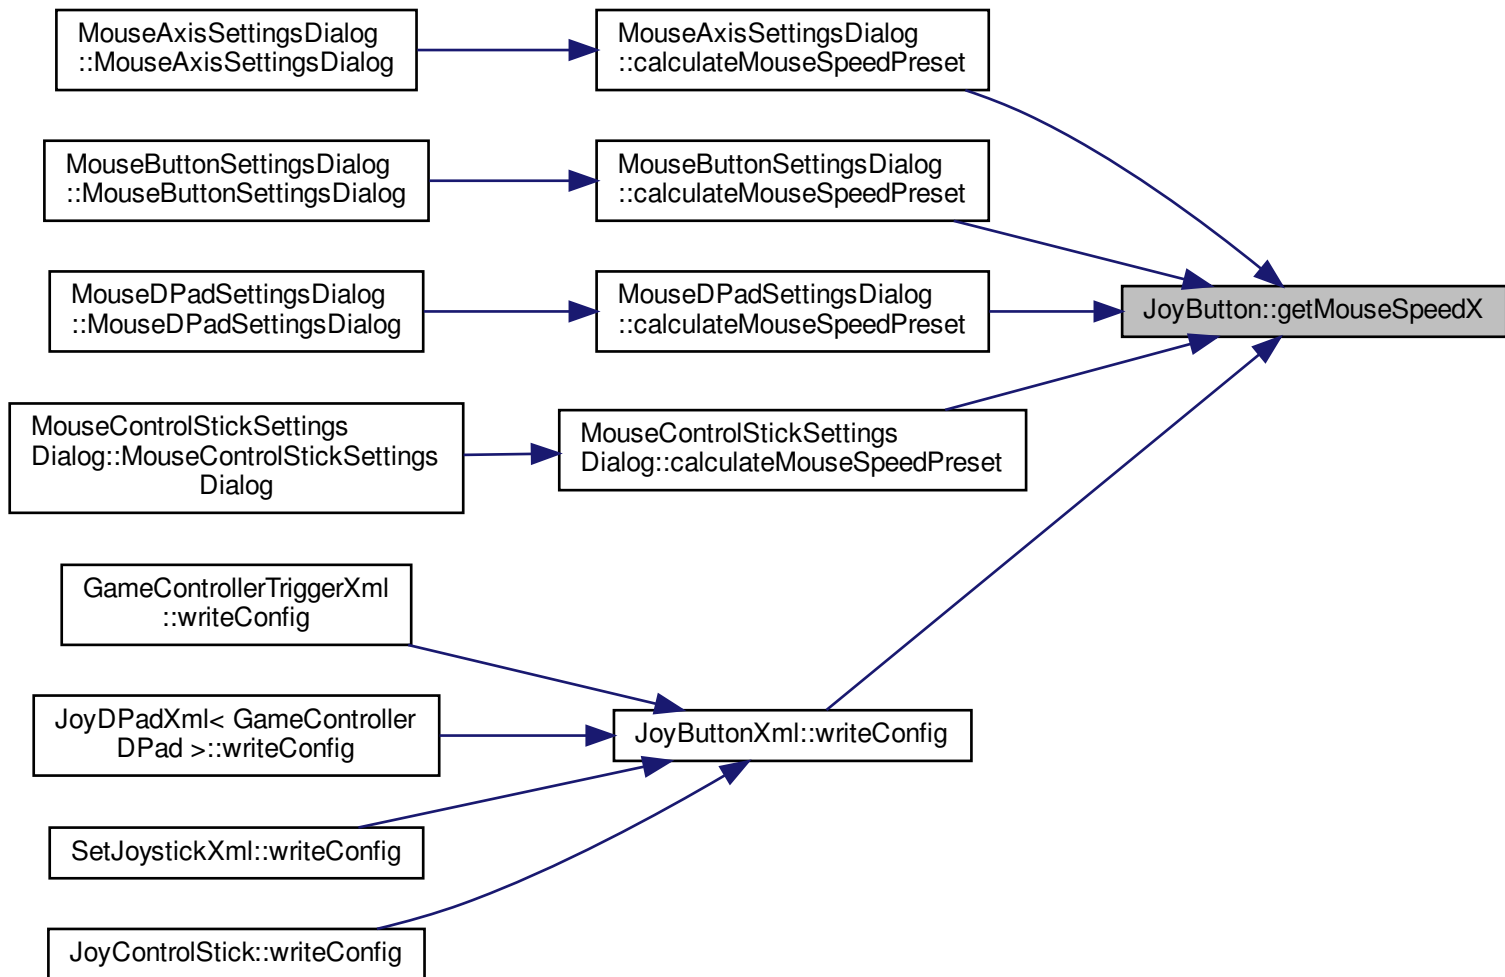 MouseAxisSettingsDialog
::MouseAxisSettingsDialog
MouseAxisSettingsDialog
::calculateMouseSpeedPreset
MouseButtonSettingsDialog
::MouseButtonSettingsDialog
MouseButtonSettingsDialog
::calculateMouseSpeedPreset
MouseDPadSettingsDialog
::MouseDPadSettingsDialog
MouseDPadSettingsDialog
::calculateMouseSpeedPreset
JoyButton::getMouseSpeedX
MouseControlStickSettings
Dialog::MouseControlStickSettings
Dialog
MouseControlStickSettings
Dialog::calculateMouseSpeedPreset
GameControllerTriggerXml
::writeConfig
JoyDPadXml< GameController
DPad >::writeConfig
JoyButtonXml::writeConfig
SetJoystickXml::writeConfig
JoyControlStick::writeConfig